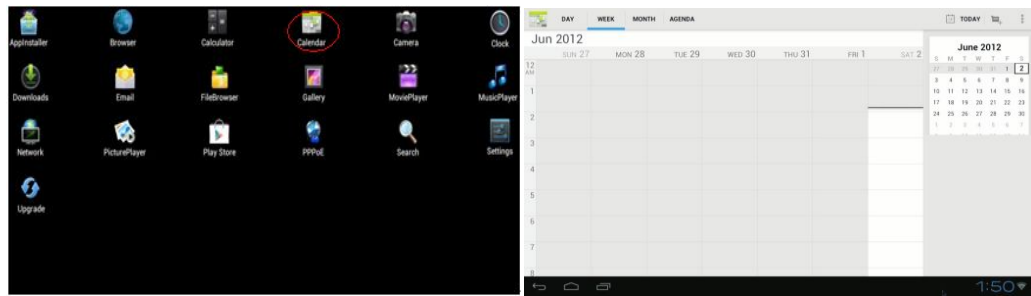 AppInstaller Browser Calculator Calendar Camera Clock
Downloads Email FileBrowser Gallery MoviePlayer MusicPlayer
Network PicturePlayer Play Store PPPoE Search Settings
Upgrade
DAY WEEK MONTH AGENDA TODAY
Jun 2012
SUN 27 MON 28 TUE 29 WED 30 THU 31 FRI 1 SAT 2
12
AM
1
2
3
4
5
6
7
8
June 2012
S M T W T F S
27 28 29 30 31 1 2
3 4 5 6 7 8 9
10 11 12 13 14 15 16
17 18 19 20 21 22 23
24 25 26 27 28 29 30
1 2 3 4 5 6 7
1:50